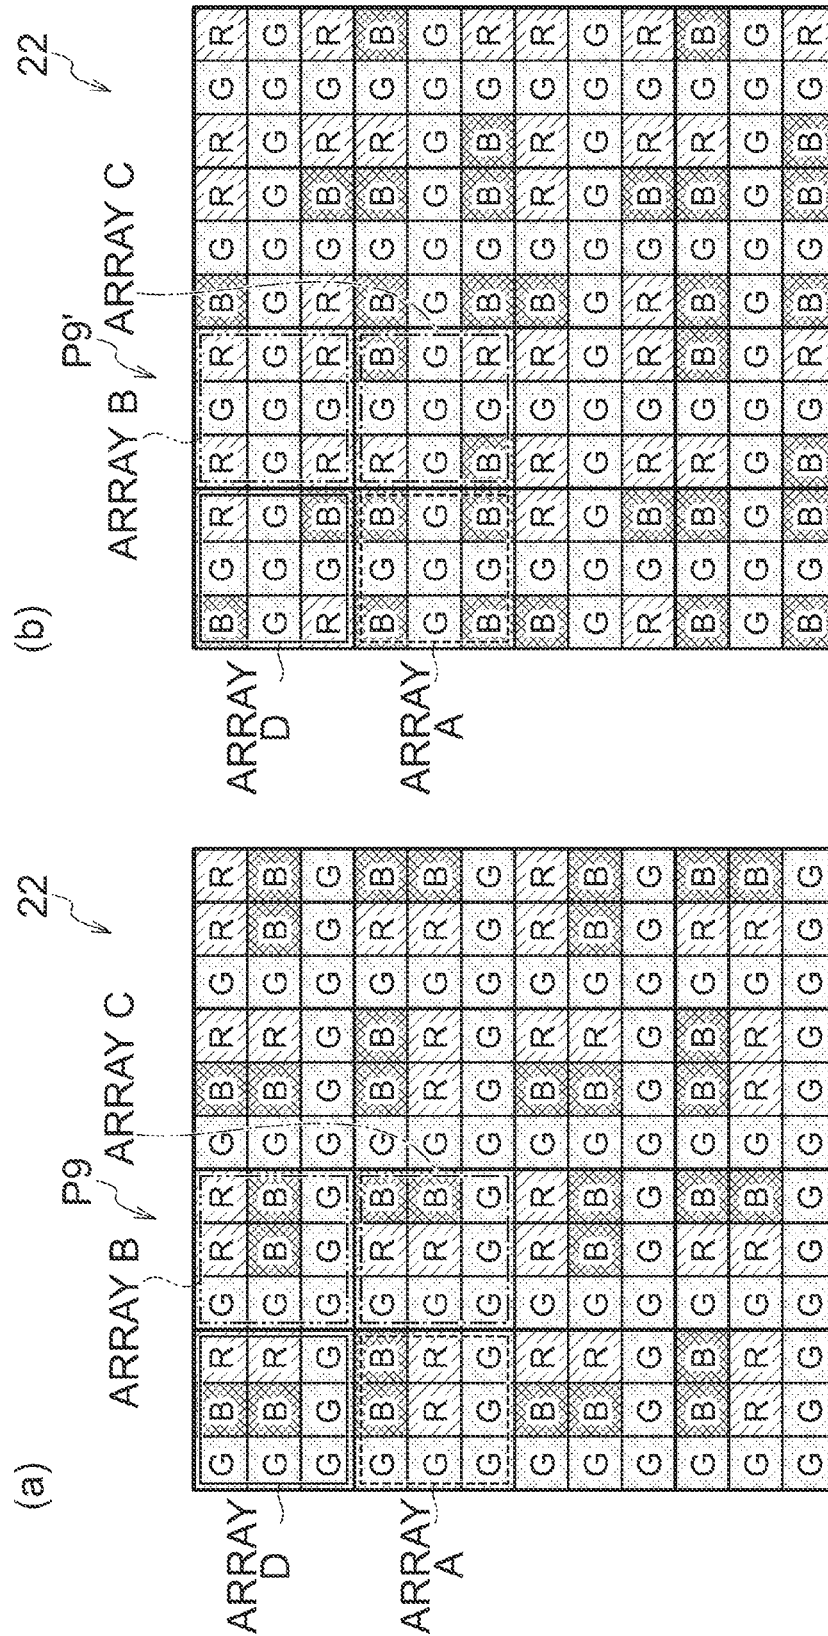 (a)
22
P9
ARRAY B ARRAY C
ARRAY
D
ARRAY
A
G B R G R R G B R G R R
G B R G B B G B R G B B
G G G G G G G G G G G G
G B B G R B G B B G R B
G R R G R B G R R G R B
G G G G G G G G G G G G
G B R G R R G B R G R R
G B R G B B G B R G B B
G G G G G G G G G G G G
G B B G R B G B B G R B
G R R G R B G R R G R B
G G G G G G G G G G G G
(b)
22
P9'
ARRAY B ARRAY C
ARRAY
D
ARRAY
A
B G R R G R B G R R G R
G G G G G G G G G G G G
R G B R G R R G B R G R
B G B R G B B G B R G B
G G G G G G G G G G G G
B G B B G R B G B B G R
B G R R G R B G R R G R
G G G G G G G G G G G G
R G B R G R R G B R G R
B G B R G B B G B R G B
G G G G G G G G G G G G
B G B B G R B G B B G R